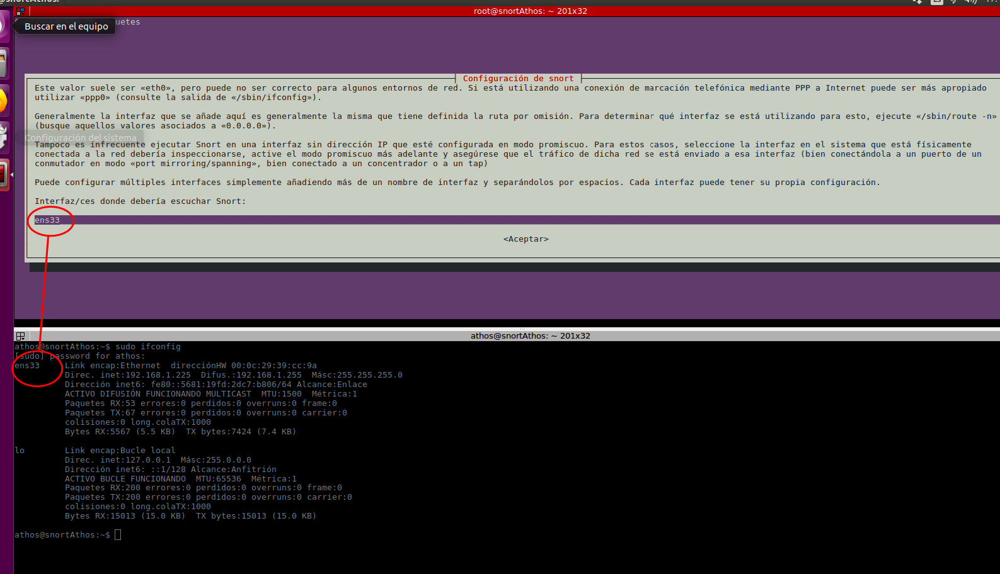 @snortAthos:
root@snortAthos: ~ 201x32
Buscar en el equipo
Configuración de snort
Este valor suele ser «eth0», pero puede no ser correcto para algunos entornos de red. Si está utilizando una conexión de marcación telefónica mediante PPP a Internet puede ser más apropiado
utilizar «ppp0» (consulte la salida de «/sbin/ifconfig»).
Generalmente la interfaz que se añade aquí es generalmente la misma que tiene definida la ruta por omisión. Para determinar qué interfaz se está utilizando para esto, ejecute «/sbin/route -n»
(busque aquellos valores asociados a «0.0.0.0»).
Configuración del sistema
Tampoco es infrecuente ejecutar Snort en una interfaz sin dirección IP que esté configurada en modo promiscuo. Para estos casos, seleccione la interfaz en el sistema que está físicamente
conectada a la red debería inspeccionarse, active el modo promiscuo más adelante y asegúrese que el tráfico de dicha red se está enviado a esa interfaz (bien conectándola a un puerto de un
conmutador en modo «port mirroring/spanning», bien conectado a un concentrador o a un tap)
Puede configurar múltiples interfaces simplemente añadiendo más de un nombre de interfaz y separándolos por espacios. Cada interfaz puede tener su propia configuración.
Interfaz/ces donde debería escuchar Snort:
ens33
<Aceptar>
athos@snortAthos: ~ 201x32
athos@snortAthos:~$ sudo ifconfig
[sudo] password for athos:
ens33 Link encap:Ethernet direcciónHW 00:0c:29:39:cc:9a
Direc. inet:192.168.1.225 Difus.:192.168.1.255 Másc:255.255.255.0
Dirección inet6: fe80::5681:19fd:2dc7:b806/64 Alcance:Enlace
ACTIVO DIFUSIÓN FUNCIONANDO MULTICAST MTU:1500 Métrica:1
Paquetes RX:53 errores:0 perdidos:0 overruns:0 frame:0
Paquetes TX:67 errores:0 perdidos:0 overruns:0 carrier:0
colisiones:0 long.colaTX:1000
Bytes RX:5567 (5.5 KB) TX bytes:7424 (7.4 KB)
lo Link encap:Bucle local
Direc. inet:127.0.0.1 Másc:255.0.0.0
Dirección inet6: ::1/128 Alcance:Anfitrión
ACTIVO BUCLE FUNCIONANDO MTU:65536 Métrica:1
Paquetes RX:200 errores:0 perdidos:0 overruns:0 frame:0
Paquetes TX:200 errores:0 perdidos:0 overruns:0 carrier:0
colisiones:0 long.colaTX:1000
Bytes RX:15013 (15.0 KB) TX bytes:15013 (15.0 KB)
athos@snortAthos:~$